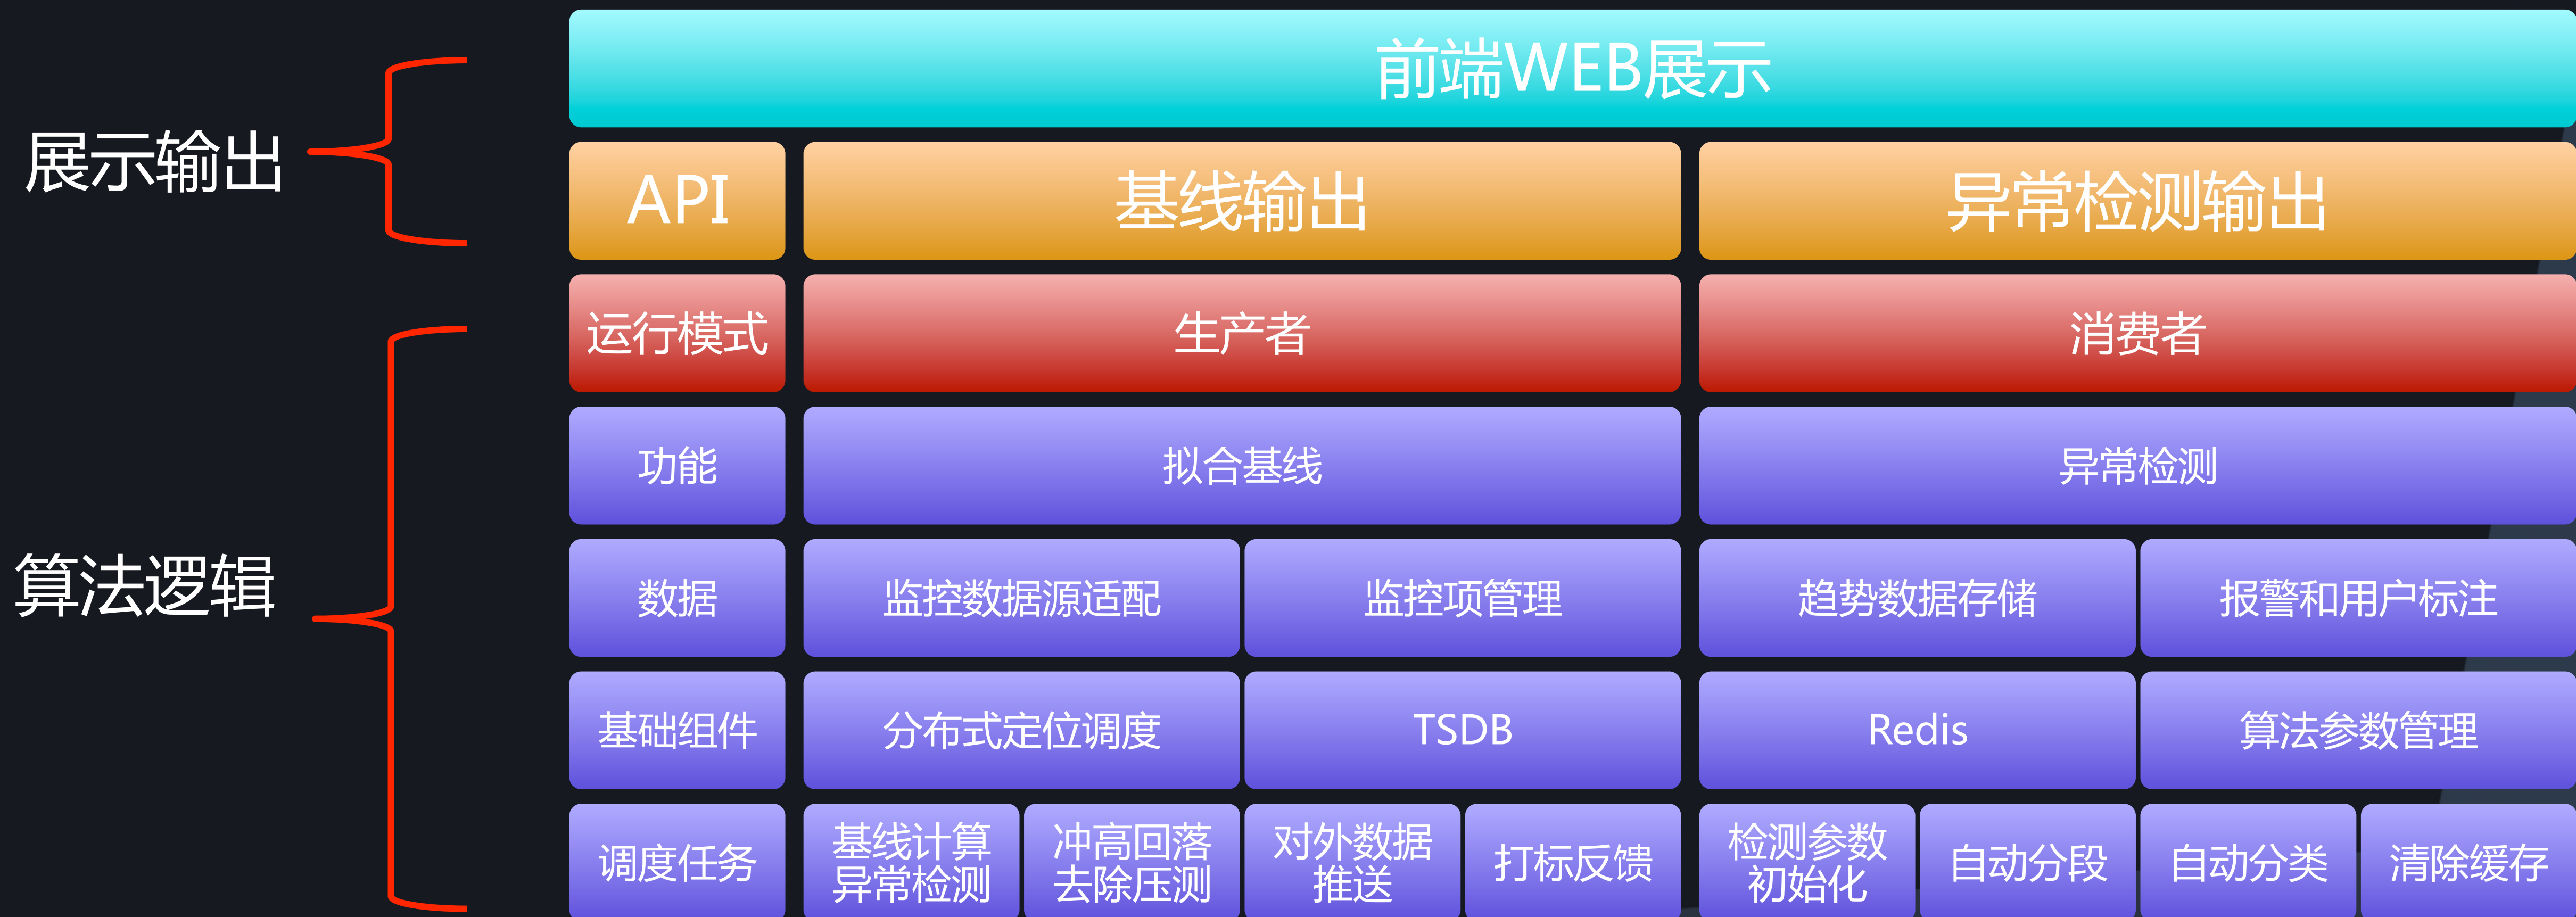 前端WEB展示
展示输出
API
基线输出
异常检测输出
运行模式
生产者
消费者
功能
拟合基线
异常检测
算法逻辑
数据
监控数据源适配
监控项管理
趋势数据存储
报警和用户标注
基础组件
分布式定位调度
TSDB
Redis
算法参数管理
调度任务
基线计算
异常检测
冲高回落
去除压测
对外数据
推送
打标反馈
检测参数
初始化
自动分段
自动分类
清除缓存